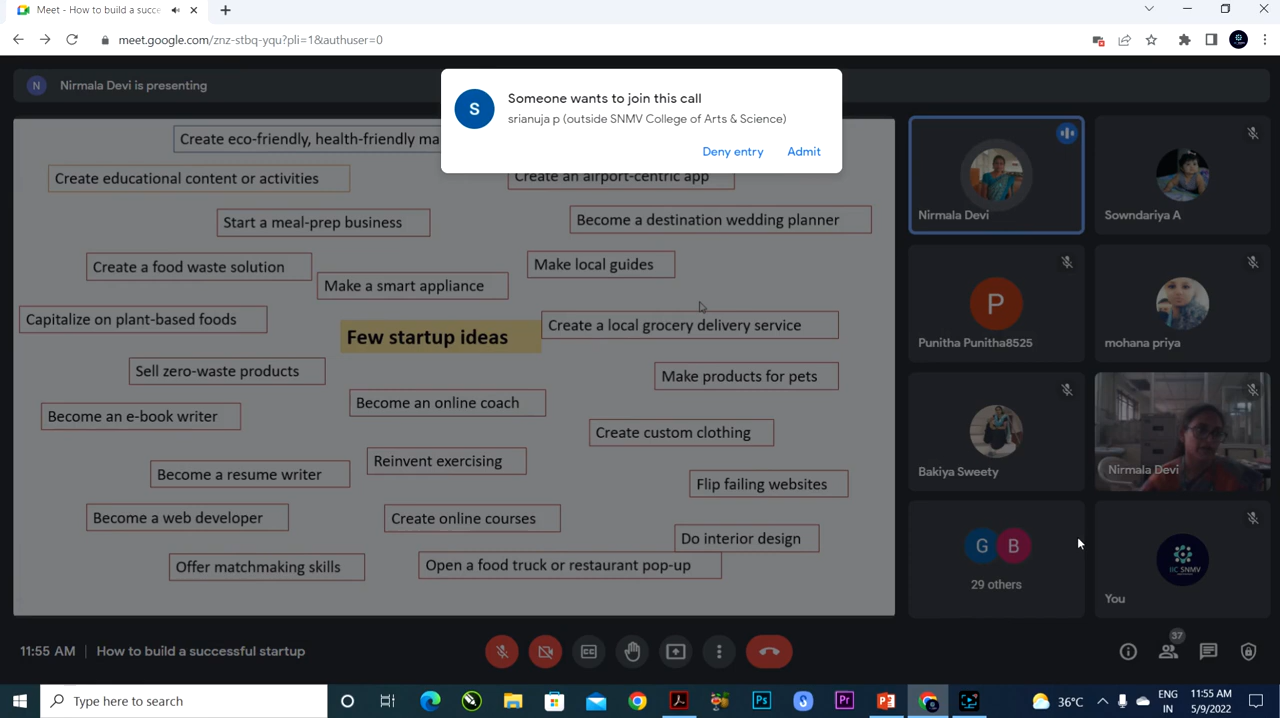 Meet - How to build a succe
meet.google.com/znz-stbq-yqu?pli=1&authuser=0
N Nirmala Devi is presenting
Someone wants to join this call
S
srianuja p (outside SNMV College of Arts & Science)
Deny entry Admit
Create eco-friendly, health-friendly ma
Create educational content or activities
Create an airport-centric app
Start a meal-prep business
Become a destination wedding planner
Create a food waste solution
Make local guides
Make a smart appliance
Capitalize on plant-based foods
Few startup ideas
Create a local grocery delivery service
Sell zero-waste products
Make products for pets
Become an e-book writer
Become an online coach
Create custom clothing
Become a resume writer
Reinvent exercising
Flip failing websites
Become a web developer
Create online courses
Do interior design
Offer matchmaking skills
Open a food truck or restaurant pop-up
Nirmala Devi
Sowndariya A
P
Punitha Punitha8525
mohana priya
Bakiya Sweety
Nirmala Devi
G B
29 others
IIC SNMV
You
11:55 AM | How to build a successful startup
37
Type here to search
Ps
S
Pr
36°C
ENG
IN
11:55 AM
5/9/2022